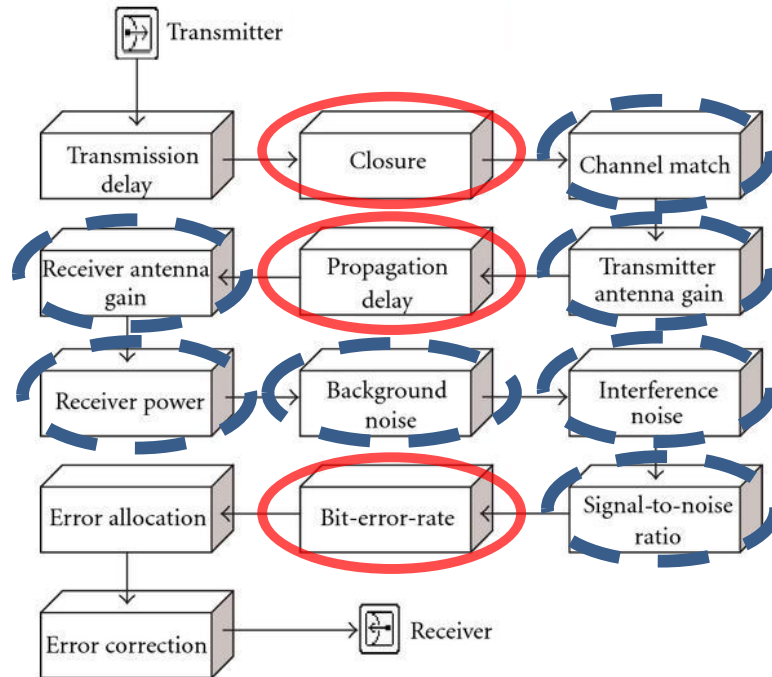 Transmitter
Transmission
delay
Closure
Channel match
Receiver antenna
gain
Propagation
delay
Transmitter
antenna gain
Receiver power
Background
noise
Interference
noise
Error allocation
Bit-error-rate
Signal-to-noise
ratio
Error correction
Receiver